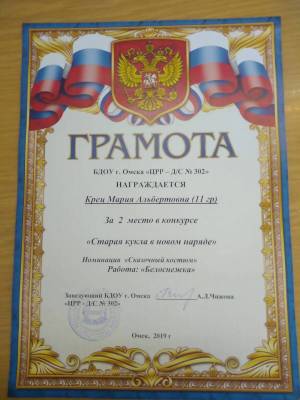 ГРАМОТА
БДОУ г. Омска «ЦРР – Д/С № 302»
НАГРАЖДАЕТСЯ
Крец Мария Альбертовна (11 гр)
За 2 место в конкурсе
«Старая кукла в новом наряде»
Номинация «Сказочный костюм»
Работа: «Белоснежка»
Заведующий БДОУ г. Омска А.Л.Чижова
«ЦРР – Д/С № 302»
Омск, 2019 г